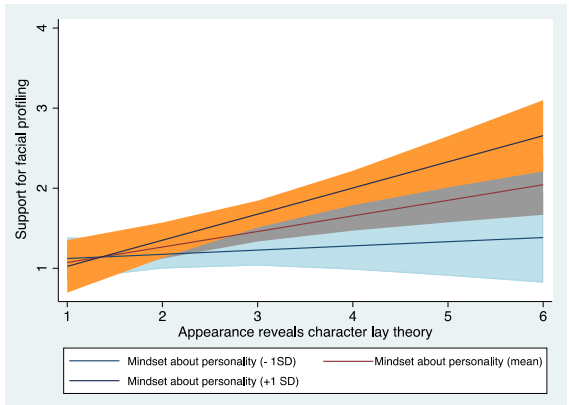 4
3
2
1
Support for facial profiling
1 2 3 4 5 6
Appearance reveals character lay theory
Mindset about personality (- 1SD) Mindset about personality (mean)
Mindset about personality (+1 SD)